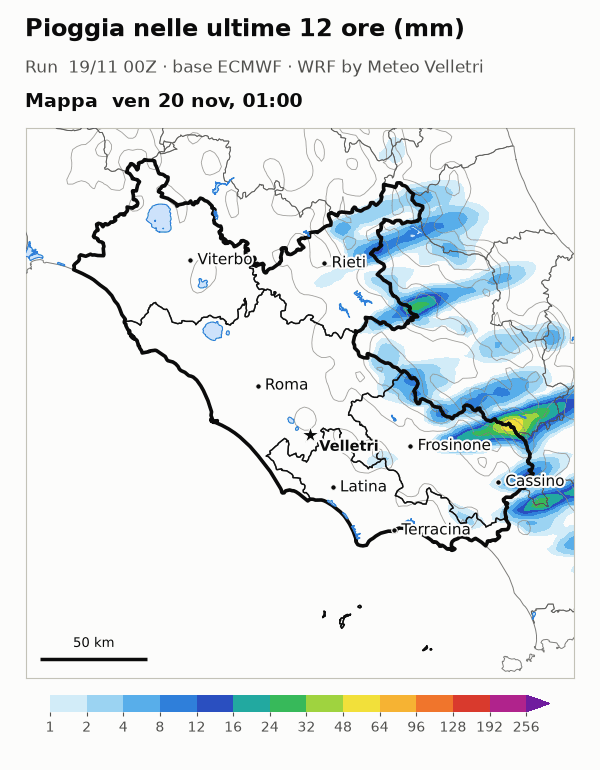 Pioggia nelle ultime 12 ore (mm)
Run  19/11 00Z · base ECMWF · WRF by Meteo Velletri
Mappa  ven 20 nov, 01:00
Viterbo
Rieti
Roma
Velletri
Frosinone
Latina
Cassino
Terracina
50 km
1 2 4 8 12 16 24 32 48 64 96 128 192 256